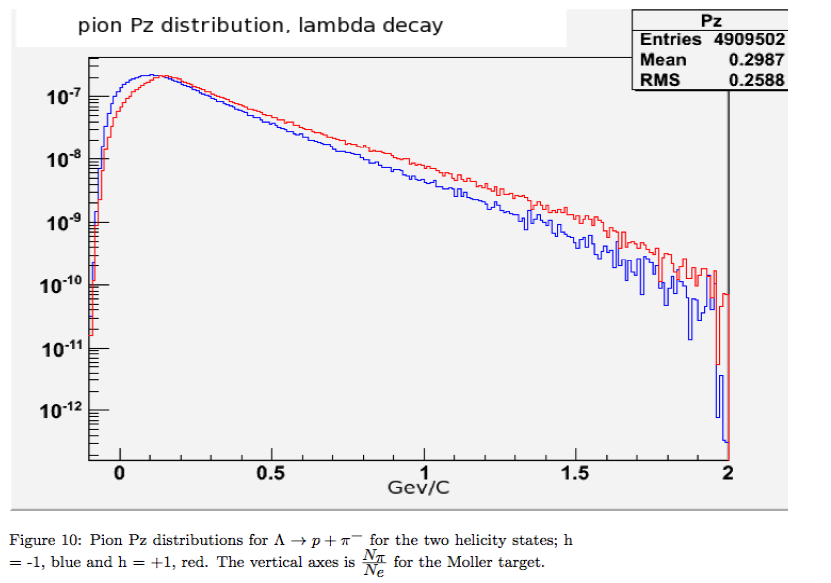 pion Pz distribution, lambda decay
Pz
Entries 4909502
Mean 0.2987
RMS 0.2588
10-7
10-8
10-9
10-10
10-11
10-12
0 0.5 1 1.5 2
Gev/C
Figure 10: Pion Pz distributions for Λ → p + π− for the two helicity states; h
= -1, blue and h = +1, red. The vertical axes is Nπ/Ne for the Moller target.